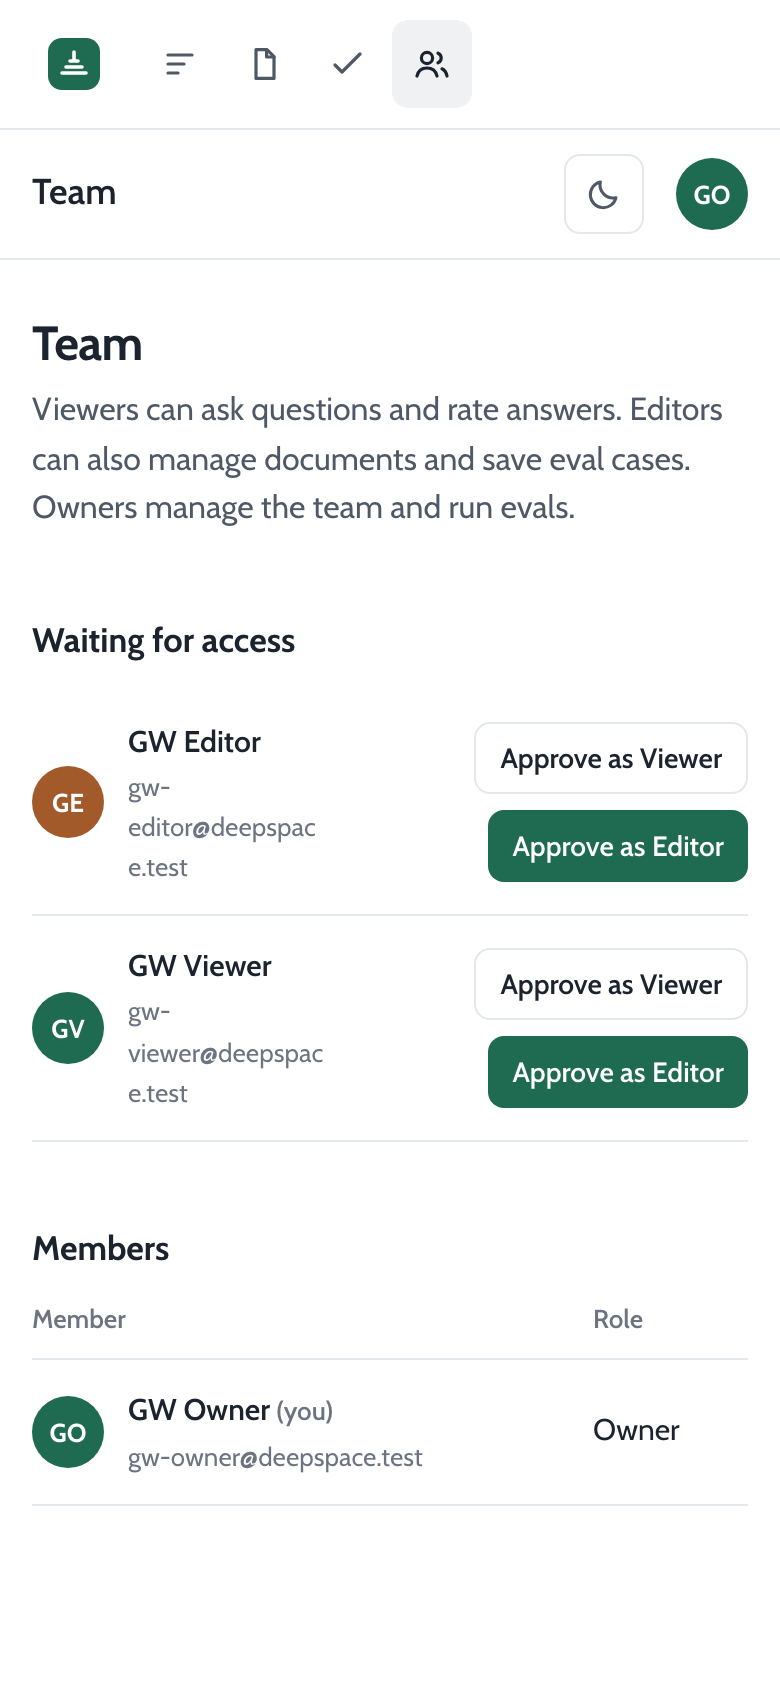 Team
GO
Team
Viewers can ask questions and rate answers. Editors
can also manage documents and save eval cases.
Owners manage the team and run evals.
Waiting for access
GE
GW Editor
gw-
editor@deepspac
e.test
Approve as Viewer
Approve as Editor
GV
GW Viewer
gw-
viewer@deepspac
e.test
Approve as Viewer
Approve as Editor
Members
Member Role
GO
GW Owner (you)
gw-owner@deepspace.test
Owner